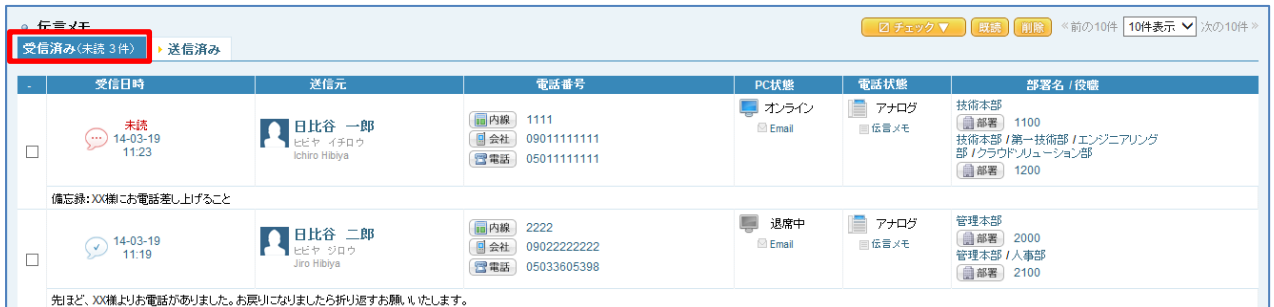 伝言メモ
チェック▼ 既読 削除 ≪前の10件 10件表示 次の10件≫
受信済み(未読 3件) 送信済み
- 受信日時 送信元 電話番号 PC状態 電話状態 部署名 / 役職
未読
14-03-19
11:23
日比谷 一郎
ヒビヤ イチロウ
Ichiro Hibiya
内線 1111
会社 09011111111
電話 05011111111
オンライン
Email
アナログ
伝言メモ
技術本部
部署 1100
技術本部 / 第一技術部 / エンジニアリング
部 / クラウドソリューション部
部署 1200
備忘録:XX様にお電話差し上げること
14-03-19
11:19
日比谷 二郎
ヒビヤ ジロウ
Jiro Hibiya
内線 2222
会社 09022222222
電話 05033605398
退席中
Email
アナログ
伝言メモ
管理本部
部署 2000
管理本部 / 人事部
部署 2100
先ほど、XX様よりお電話がありました。お戻りになりましたら折り返すお願いいたします。